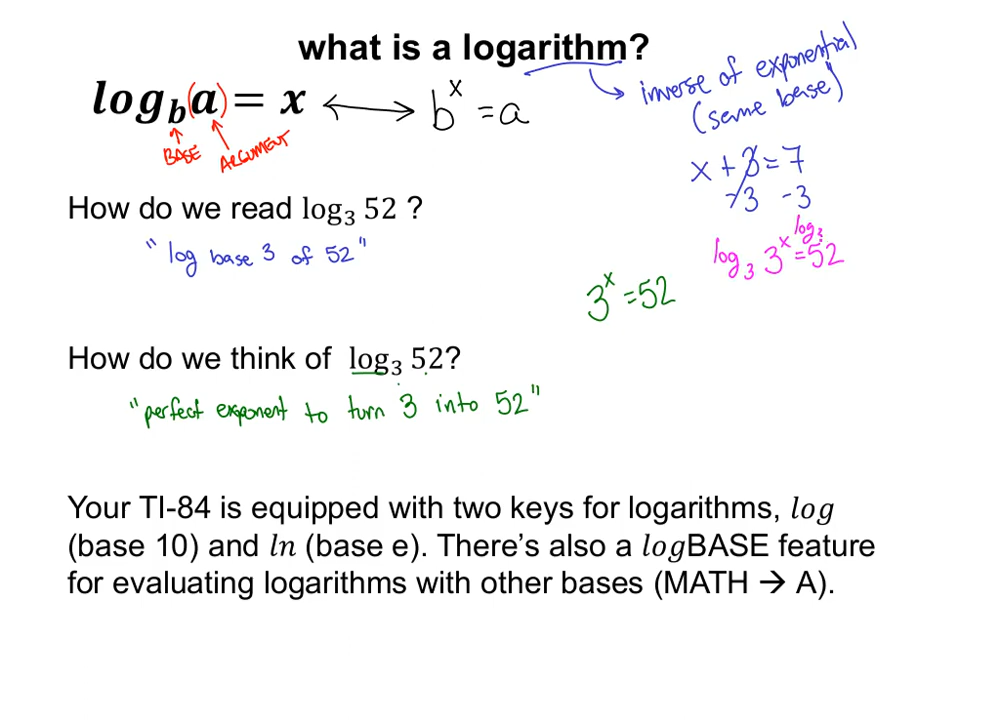 what is a logarithm?
log_b(a) = x ⟷ b^x = a
BASE
ARGUMENT
inverse of exponential
(same base)
x + 3 = 7
-3 -3
How do we read log₃ 52 ?
"log base 3 of 52"
log₃ 3^x = log₃ 52
3^x = 52
How do we think of log₃ 52?
"perfect exponent to turn 3 into 52"
Your TI-84 is equipped with two keys for logarithms, log
(base 10) and ln (base e). There's also a logBASE feature
for evaluating logarithms with other bases (MATH → A).